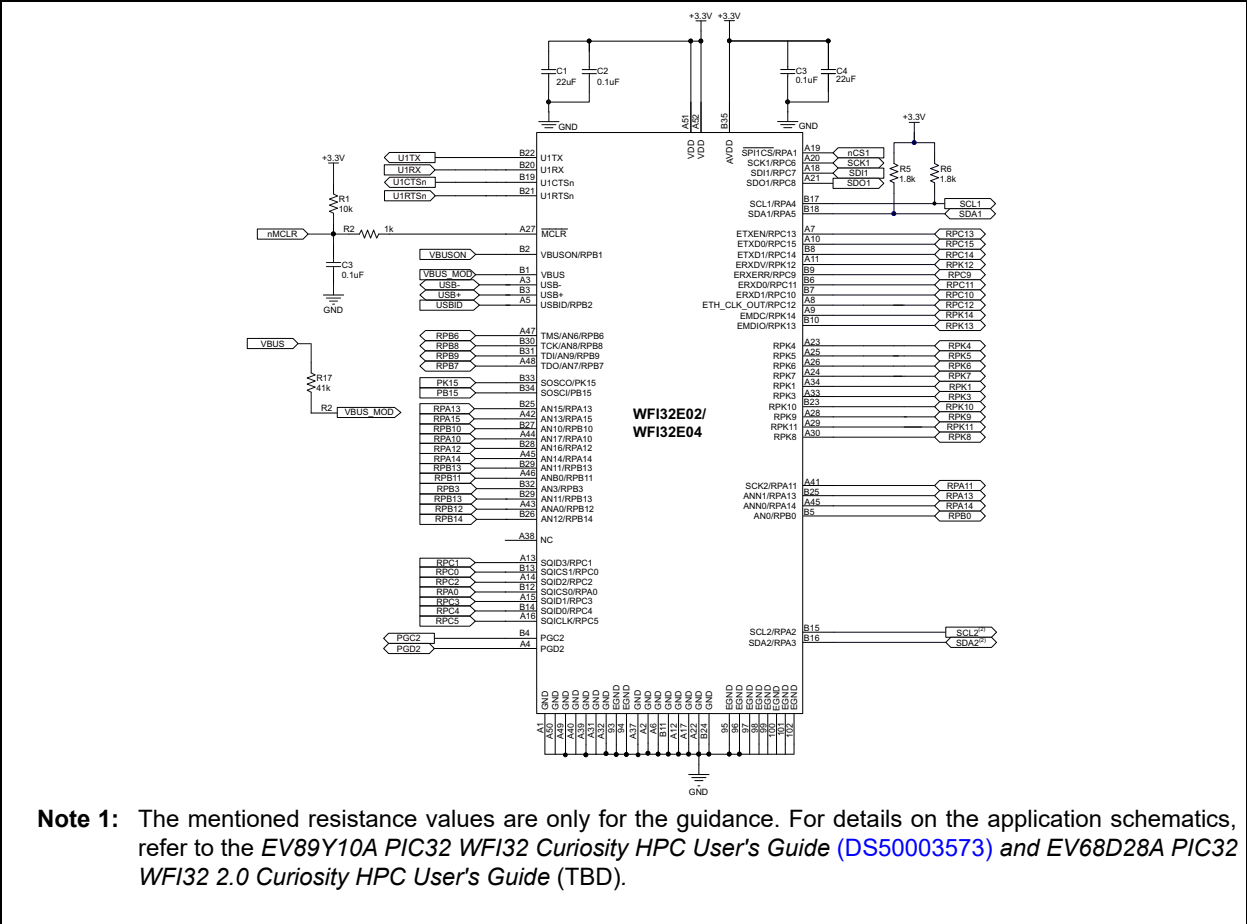 +3.3V +3.3V
C1 22uF
C2 0.1uF
C3 0.1uF
C4 22uF
GND
GND
A51 A52 B35
VDD VDD AVDD
+3.3V
R5 1.8k
R6 1.8k
+3.3V
R1 10k
nMCLR
R2 1k
C3 0.1uF
GND
VBUS
R17 41k
R2 VBUS_MOD
U1TX B22 U1TX
U1RX B20 U1RX
U1CTSn B19 U1CTSn
U1RTSn B21 U1RTSn
A27 MCLR
VBUSON B2 VBUSON/RPB1
VBUS_MOD B1 VBUS
USB- A3 USB-
USB+ B3 USB+
USBID A5 USBID/RPB2
RPB6 A47 TMS/AN6/RPB6
RPB8 B30 TCK/AN8/RPB8
RPB9 B31 TDI/AN9/RPB9
RPB7 A48 TDO/AN7/RPB7
PK15 B33 SOSCO/PK15
PB15 B34 SOSCI/PB15
RPA13 B25 AN15/RPA13
RPA15 A42 AN13/RPA15
RPB10 B27 AN10/RPB10
RPA10 A44 AN17/RPA10
RPA12 B28 AN16/RPA12
RPA14 A45 AN14/RPA14
RPB13 B29 AN11/RPB13
RPB11 A46 ANB0/RPB11
RPB3 B32 AN3/RPB3
RPB13 B29 AN11/RPB13
RPB12 A43 ANA0/RPB12
RPB14 B26 AN12/RPB14
A38 NC
RPC1 A13 SQID3/RPC1
RPC0 B13 SQICS1/RPC0
RPC2 A14 SQID2/RPC2
RPA0 B12 SQICS0/RPA0
RPC3 A15 SQID1/RPC3
RPC4 B14 SQID0/RPC4
RPC5 A16 SQICLK/RPC5
PGC2 B4 PGC2
PGD2 A4 PGD2
WFI32E02/
WFI32E04
SPI1CS/RPA1 A19 nCS1
SCK1/RPC6 A20 SCK1
SDI1/RPC7 A18 SDI1
SDO1/RPC8 A21 SDO1
SCL1/RPA4 B17 SCL1
SDA1/RPA5 B18 SDA1
ETXEN/RPC13 A7 RPC13
ETXD0/RPC15 A10 RPC15
ETXD1/RPC14 B8 RPC14
ERXDV/RPK12 A11 RPK12
ERXERR/RPC9 B9 RPC9
ERXD0/RPC11 B6 RPC11
ERXD1/RPC10 B7 RPC10
ETH_CLK_OUT/RPC12 A8 RPC12
EMDC/RPK14 A9 RPK14
EMDIO/RPK13 B10 RPK13
RPK4 A23 RPK4
RPK5 A25 RPK5
RPK6 A26 RPK6
RPK7 A24 RPK7
RPK1 A34 RPK1
RPK3 A33 RPK3
RPK10 B23 RPK10
RPK9 A28 RPK9
RPK11 A29 RPK11
RPK8 A30 RPK8
SCK2/RPA11 A41 RPA11
ANN1/RPA13 B25 RPA13
ANN0/RPA14 A45 RPA14
AN0/RPB0 B5 RPB0
SCL2/RPA2 B15 SCL2(2)
SDA2/RPA3 B16 SDA2(2)
GND GND GND GND GND GND GND EGND EGND GND GND GND GND GND GND GND GND EGND EGND EGND EGND EGND EGND EGND EGND
A1 A50 A49 A40 A39 A31 A32 93 94 A37 A2 A6 B11 A12 A17 A22 B24 95 96 97 98 99 100 101 102
GND
Note 1: The mentioned resistance values are only for the guidance. For details on the application schematics,
refer to the EV89Y10A PIC32 WFI32 Curiosity HPC User's Guide (DS50003573) and EV68D28A PIC32
WFI32 2.0 Curiosity HPC User's Guide (TBD).